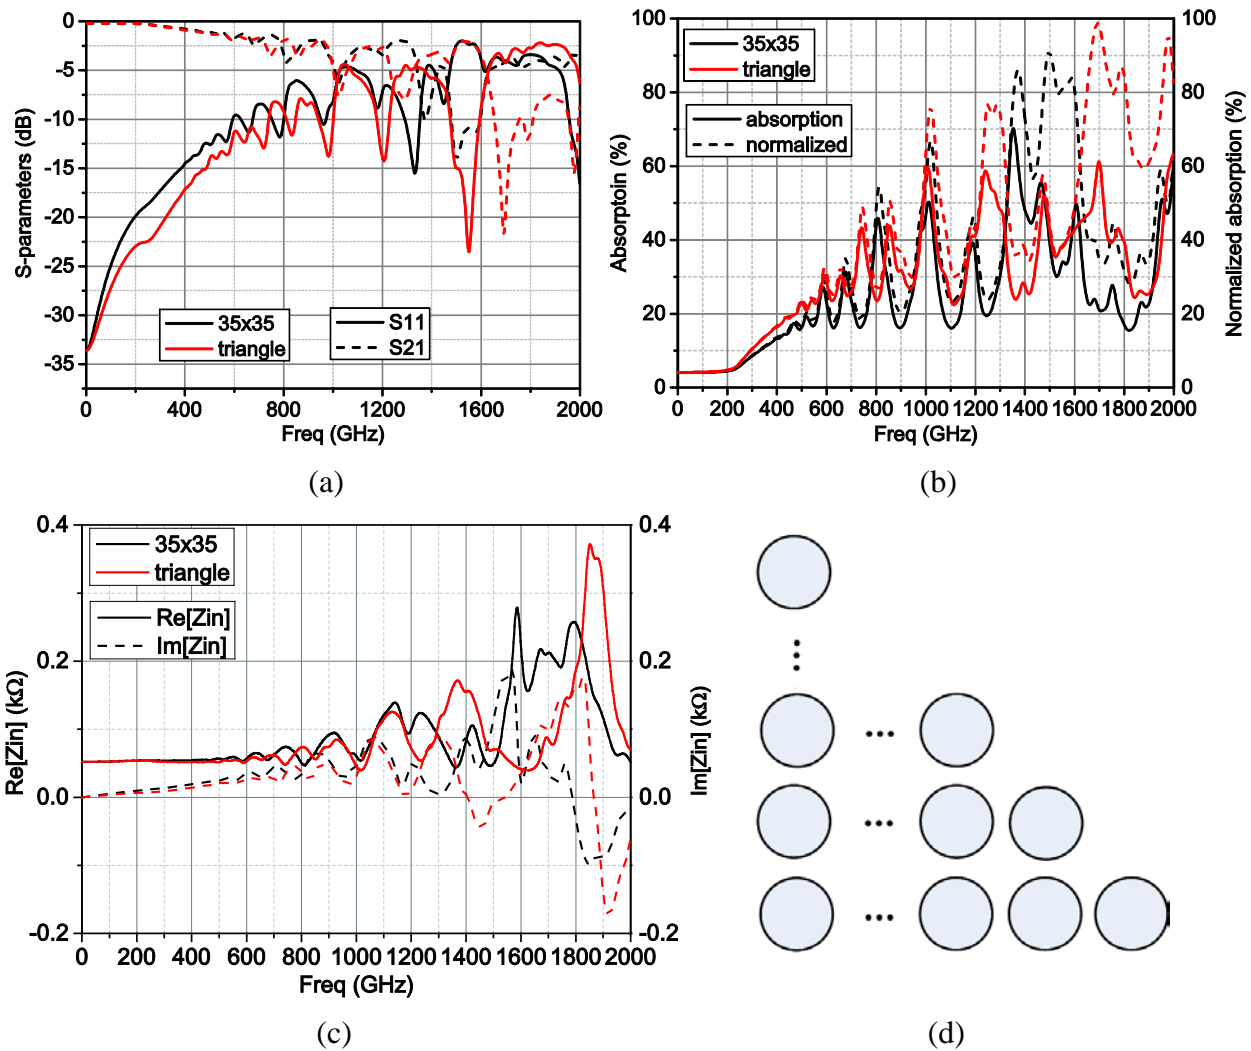 0
-5
-10
-15
-20
-25
-30
-35
S-parameters (dB)
35x35
triangle
S11
S21
0 400 800 1200 1600 2000
Freq (GHz)
(a)
100
80
60
40
20
0
Absorptoin (%)
35x35
triangle
absorption
normalized
100
80
60
40
20
0
Normalized absorption (%)
0 200 400 600 800 1000 1200 1400 1600 1800 2000
Freq (GHz)
(b)
0.4
0.2
0.0
-0.2
Re[Zin] (kΩ)
35x35
triangle
Re[Zin]
Im[Zin]
0.4
0.2
0.0
-0.2
Im[Zin] (kΩ)
0 200 400 600 800 1000 1200 1400 1600 1800 2000
Freq (GHz)
(c)
(d)